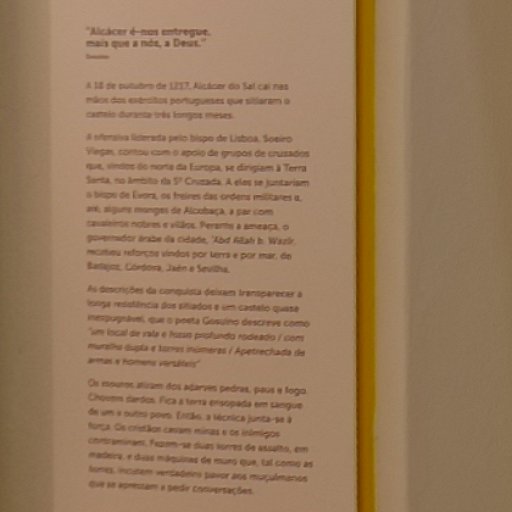 "Alcácer é-nos entregue,
mais que a nós, a Deus."
A 18 de outubro de 1217, Alcácer do Sal cai nas
mãos dos exércitos portugueses que sitiaram o
castelo durante três longos meses.
A ofensiva liderada pelo bispo de Lisboa, Soeiro
Viegas, contou com o apoio de grupos de cruzados
que, vindos do norte da Europa, se dirigiam à Terra
Santa, no âmbito da 5ª Cruzada. A eles se juntariam
o bispo de Évora, os freires das ordens militares e,
até, alguns monges de Alcobaça, a par com
cavaleiros nobres e vilãos. Perante a ameaça, o
governador árabe da cidade, 'Abd Allah b. Wazir,
recebeu reforços vindos por terra e por mar, de
Badajoz, Córdova, Jaén e Sevilha.
As descrições da conquista deixam transparecer a
longa resistência dos sitiados e um castelo quase
inexpugnável, que o poeta Gosuíno descreve como
"um local de vala e fosso profundo rodeado / com
muralha dupla e torres inúmeras / Apetrechada de
armas e homens versáteis"
Os mouros atiram dos adarves pedras, paus e fogo.
Chovem dardos. Fica a terra ensopada em sangue
de um e outro povo. Então, a técnica junta-se à
força. Os cristãos cavam minas e os inimigos
contraminam. Fazem-se duas torres de assalto, em
madeira, e duas máquinas de muro que, tal como as
torres, incutem verdadeiro pavor aos muçulmanos
que se apressam a pedir conversações.